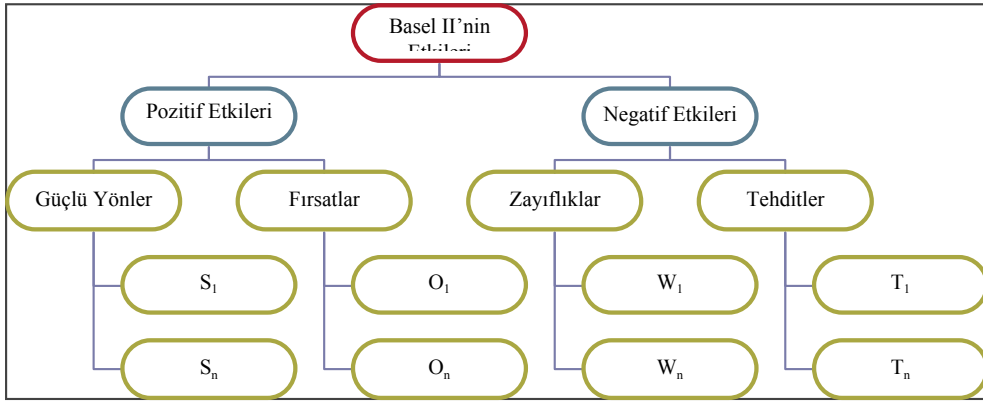 Basel II’nin
Etkileri
Pozitif Etkileri
Negatif Etkileri
Güçlü Yönler
Fırsatlar
Zayıflıklar
Tehditler
S₁
O₁
W₁
T₁
Sₙ
Oₙ
Wₙ
Tₙ